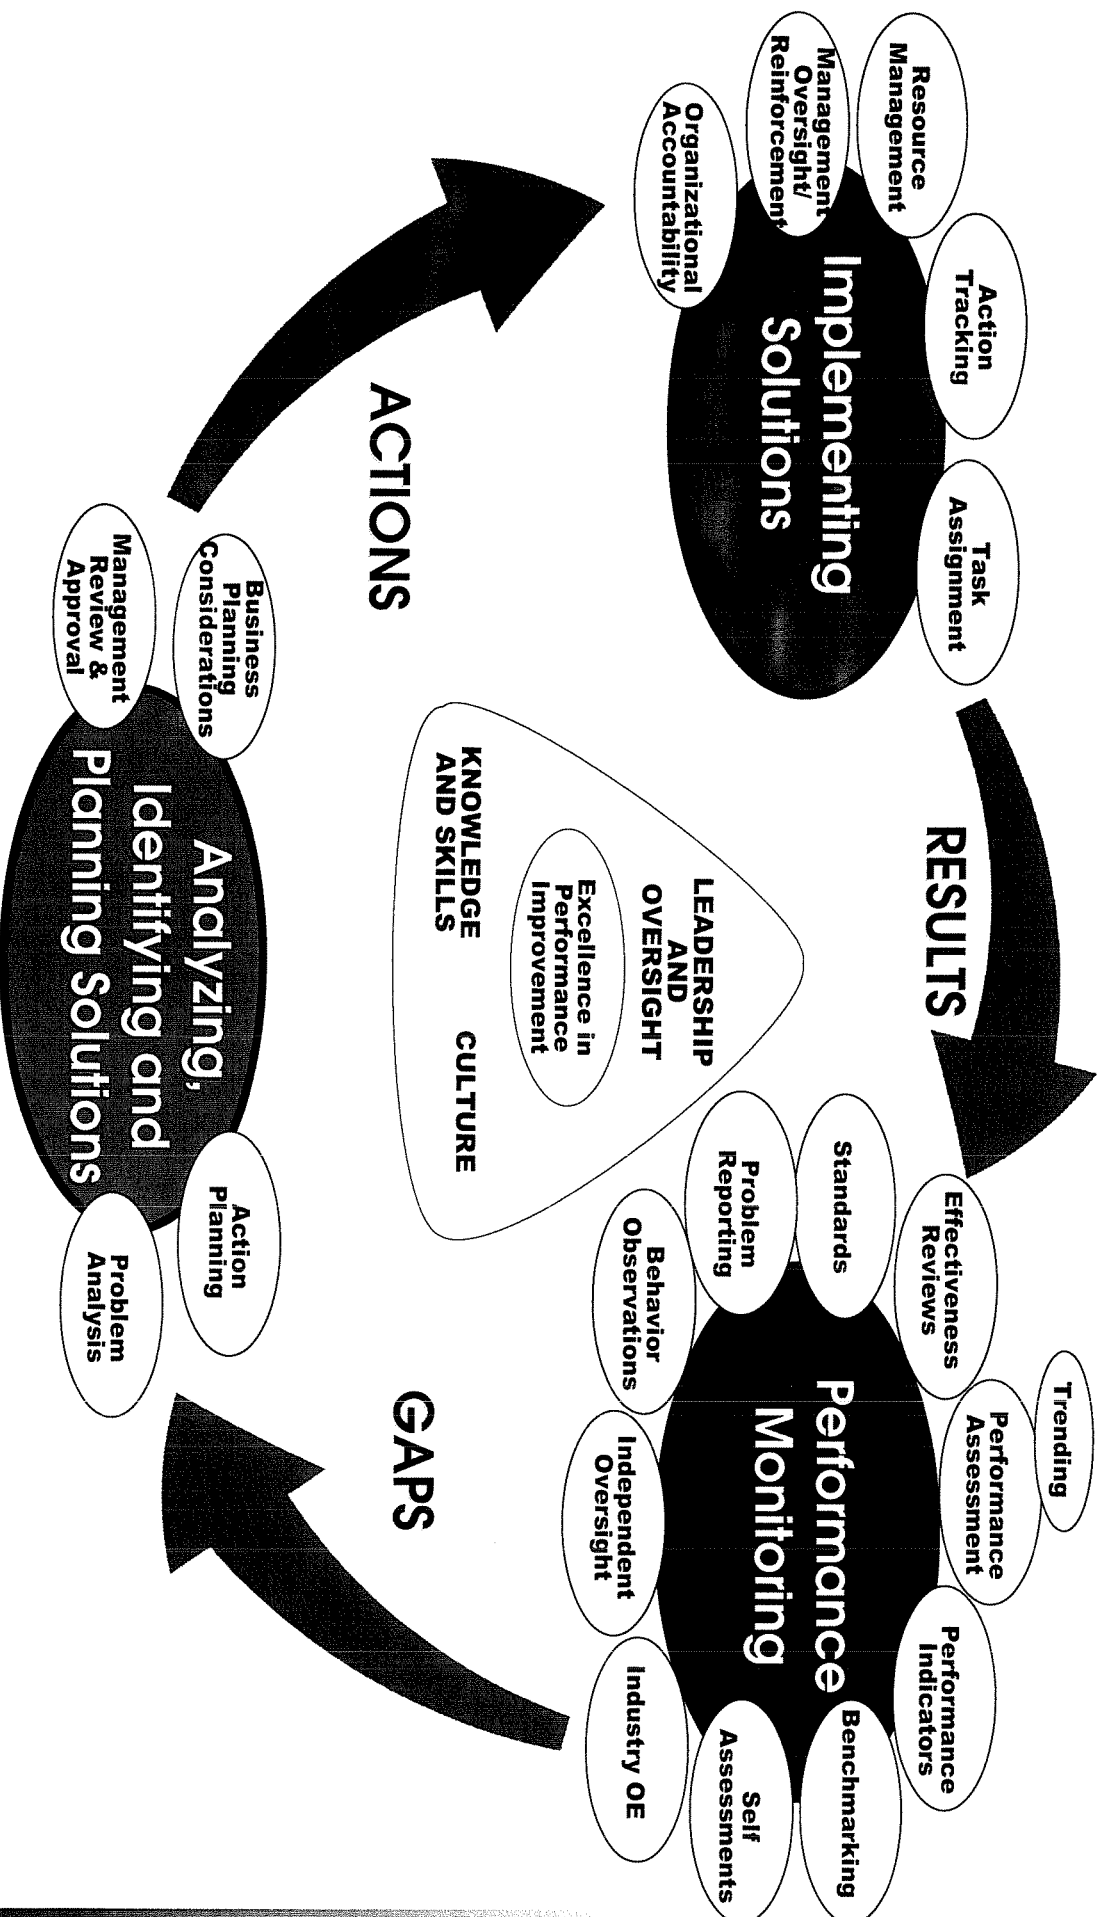 Resource
Management
Action
Tracking
Task
Assignment
Management
Oversight/
Reinforcement
Organizational
Accountability
Implementing
Solutions
RESULTS
Trending
Effectiveness
Reviews
Performance
Assessment
Performance
Indicators
Standards
Benchmarking
Performance
Monitoring
Problem
Reporting
Self
Assessments
Behavior
Observations
Independent
Oversight
Industry OE
LEADERSHIP
AND
OVERSIGHT
Excellence in
Performance
Improvement
KNOWLEDGE
AND SKILLS
CULTURE
ACTIONS
GAPS
Business
Planning
Considerations
Management
Review &
Approval
Analyzing,
Identifying and
Planning Solutions
Action
Planning
Problem
Analysis